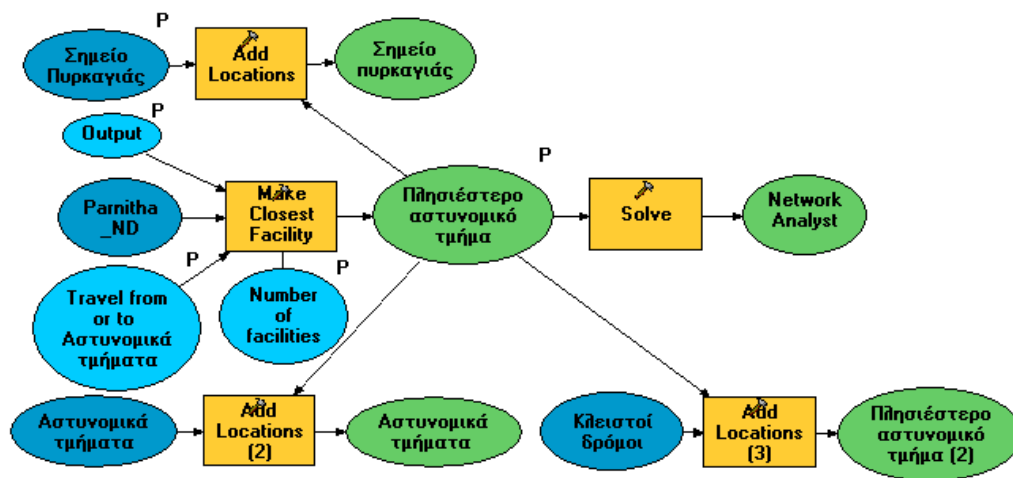 P
Σημείο
Πυρκαγιάς
Add
Locations
Σημείο
πυρκαγιάς
P
Output
Parnitha
_ND
Make
Closest
Facility
Πλησιέστερο
αστυνομικό
τμήμα
P
Solve
Network
Analyst
P
Travel from
or to
Αστυνομικά
τμήματα
P
Number
of
facilities
Αστυνομικά
τμήματα
Add
Locations
(2)
Αστυνομικά
τμήματα
Κλειστοί
δρόμοι
Add
Locations
(3)
Πλησιέστερο
αστυνομικό
τμήμα (2)